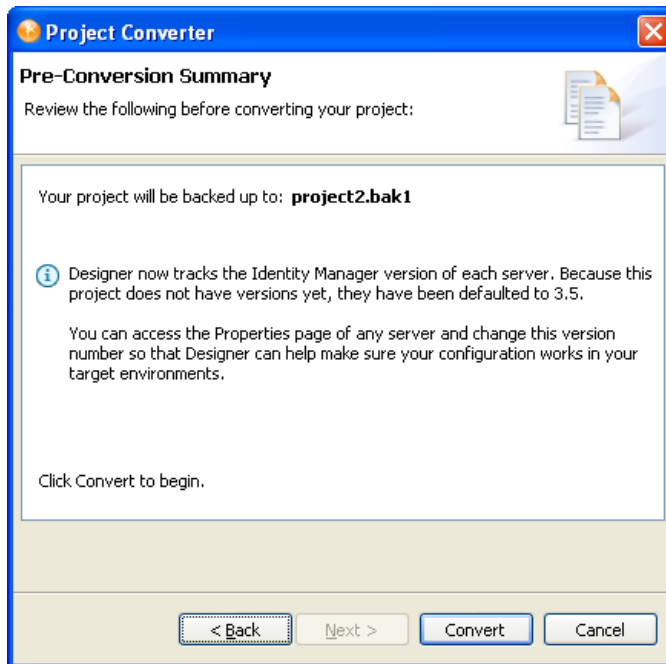 Project Converter
Pre-Conversion Summary
Review the following before converting your project:
Your project will be backed up to: project2.bak1
Designer now tracks the Identity Manager version of each server. Because this
project does not have versions yet, they have been defaulted to 3.5.
You can access the Properties page of any server and change this version
number so that Designer can help make sure your configuration works in your
target environments.
Click Convert to begin.
< Back
Next >
Convert
Cancel